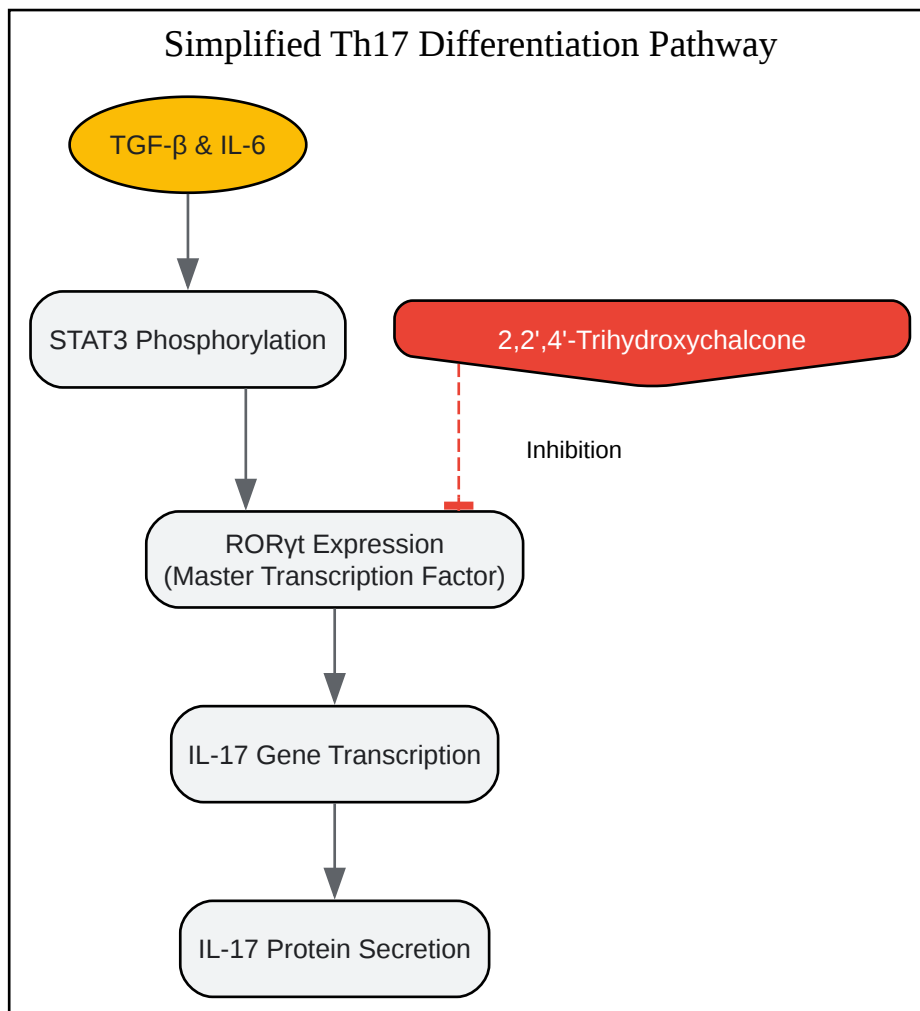 Simplified Th17 Differentiation Pathway
TGF-β & IL-6
STAT3 Phosphorylation
2,2',4'-Trihydroxychalcone
Inhibition
RORγt Expression
(Master Transcription Factor)
IL-17 Gene Transcription
IL-17 Protein Secretion